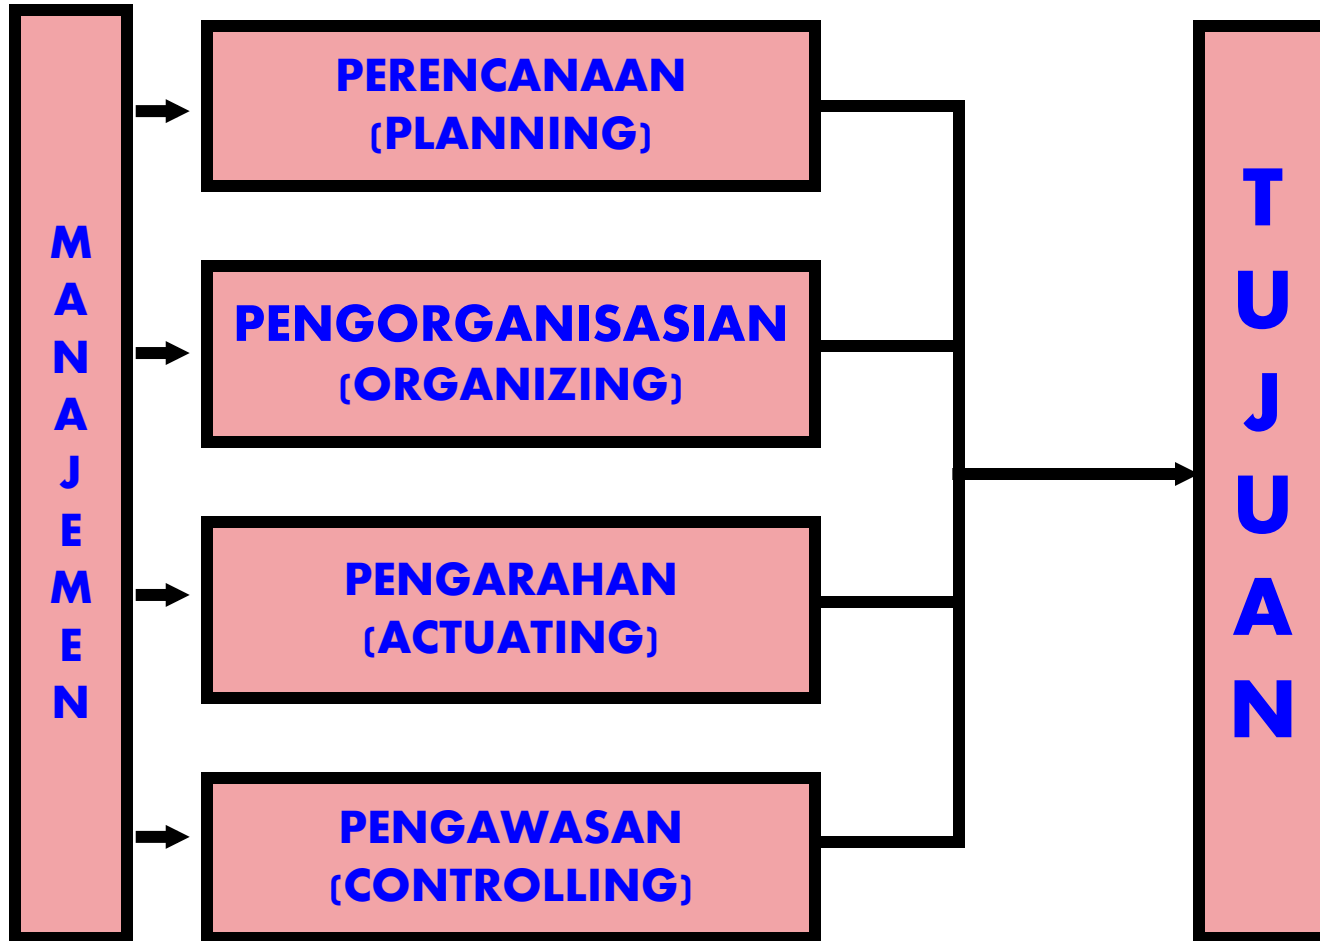 MANAJEMEN
PERENCANAAN
(PLANNING)
PENGORGANISASIAN
(ORGANIZING)
PENGARAHAN
(ACTUATING)
PENGAWASAN
(CONTROLLING)
TUJUAN